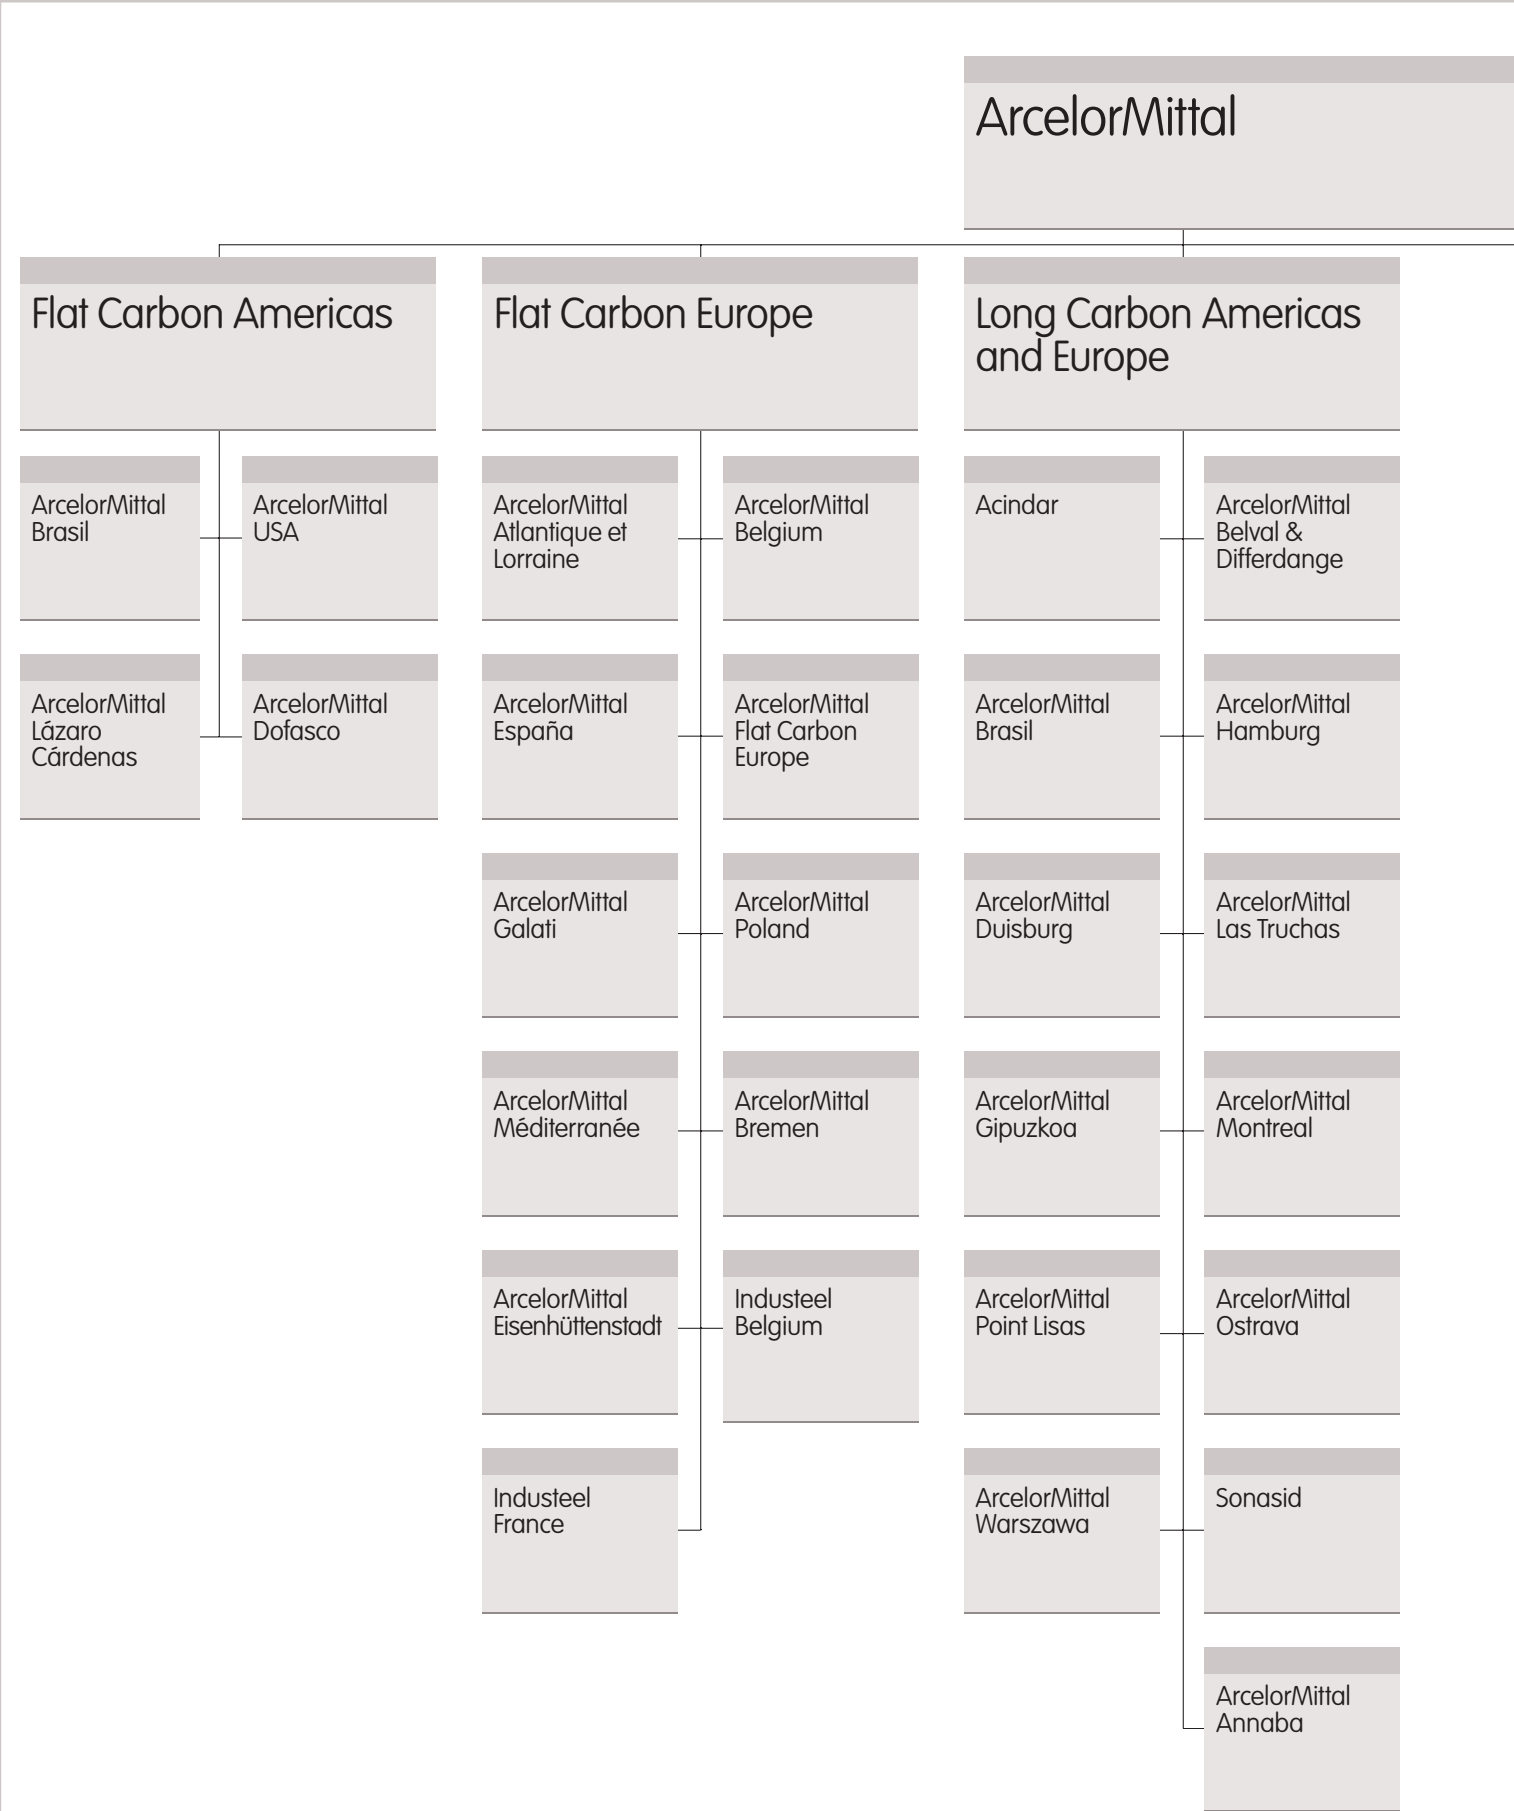 ArcelorMittal
Flat Carbon Americas
Flat Carbon Europe
Long Carbon Americas
and Europe
ArcelorMittal
Brasil
ArcelorMittal
USA
ArcelorMittal
Atlantique et
Lorraine
ArcelorMittal
Belgium
Acindar
ArcelorMittal
Belval &
Differdange
ArcelorMittal
Lázaro
Cárdenas
ArcelorMittal
Dofasco
ArcelorMittal
España
ArcelorMittal
Flat Carbon
Europe
ArcelorMittal
Brasil
ArcelorMittal
Hamburg
ArcelorMittal
Galati
ArcelorMittal
Poland
ArcelorMittal
Duisburg
ArcelorMittal
Las Truchas
ArcelorMittal
Méditerranée
ArcelorMittal
Bremen
ArcelorMittal
Gipuzkoa
ArcelorMittal
Montreal
ArcelorMittal
Eisenhüttenstadt
Industeel
Belgium
ArcelorMittal
Point Lisas
ArcelorMittal
Ostrava
Industeel
France
ArcelorMittal
Warszawa
Sonasid
ArcelorMittal
Annaba